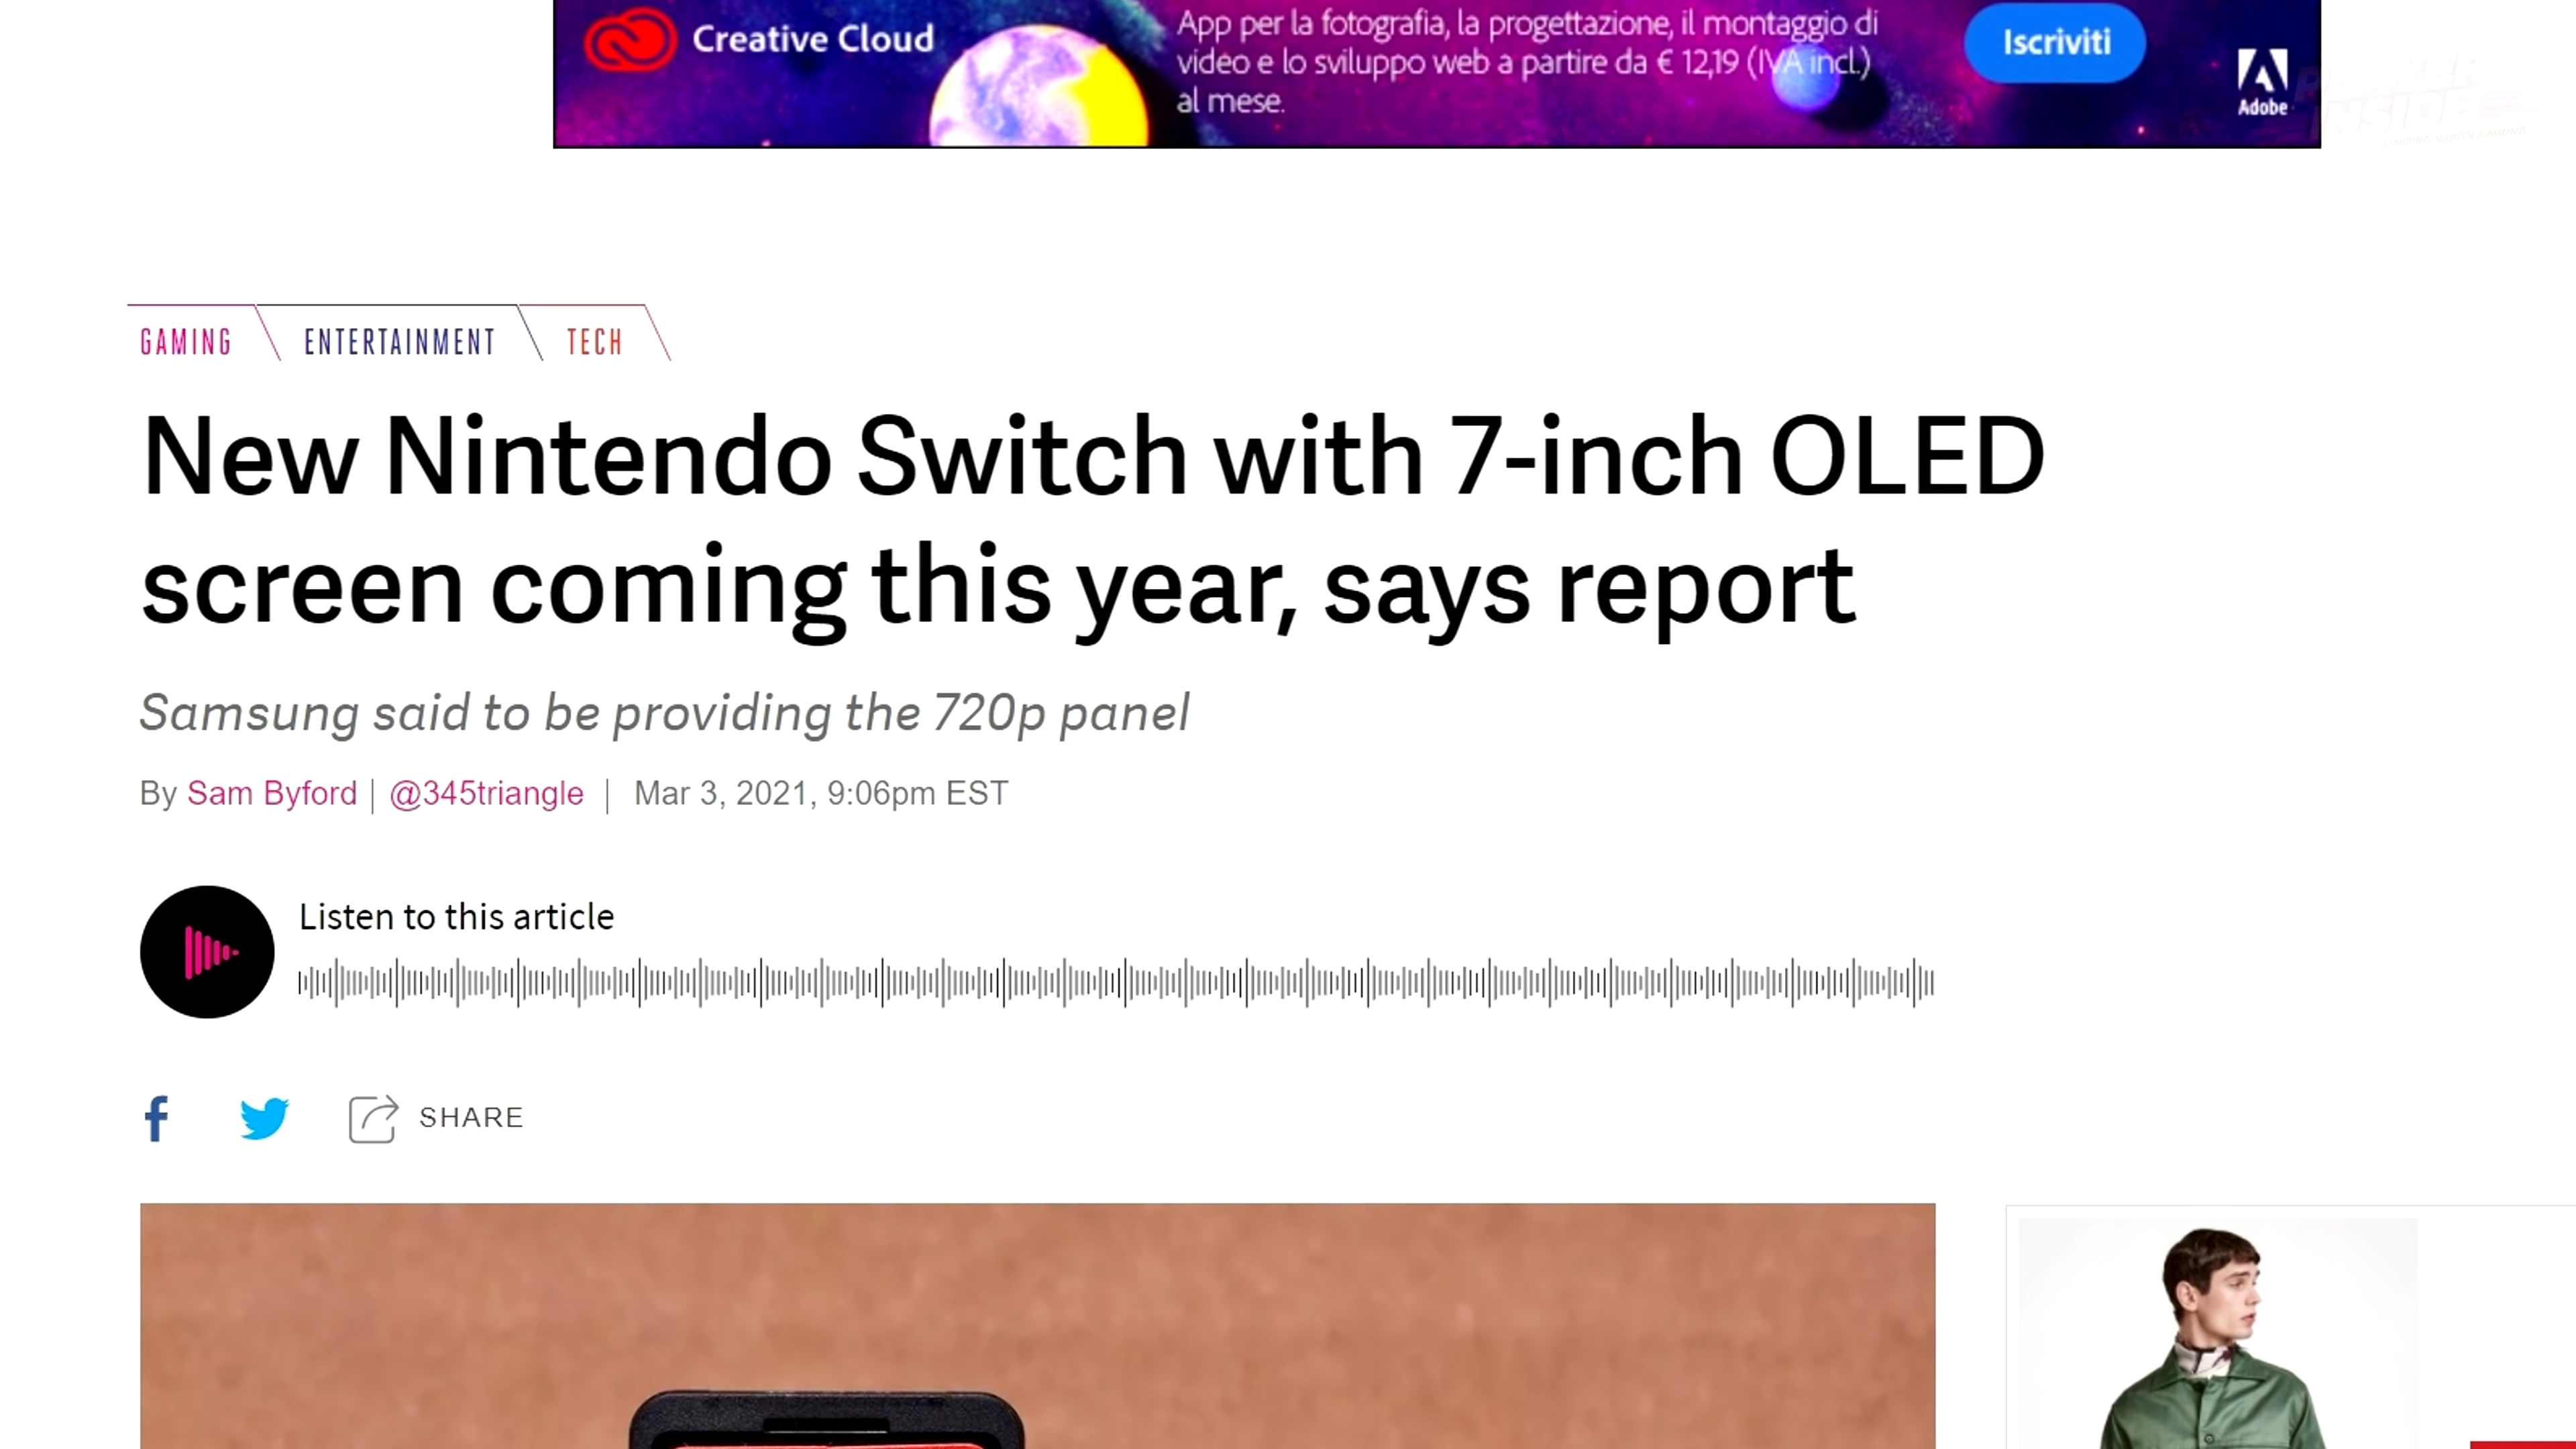 Creative Cloud
App per la fotografia, la progettazione, il montaggio di
video e lo sviluppo web a partire da € 12,19 (IVA incl.)
al mese.
Iscriviti
Adobe
GAMING ENTERTAINMENT TECH
New Nintendo Switch with 7-inch OLED
screen coming this year, says report
Samsung said to be providing the 720p panel
By Sam Byford | @345triangle | Mar 3, 2021, 9:06pm EST
Listen to this article
SHARE